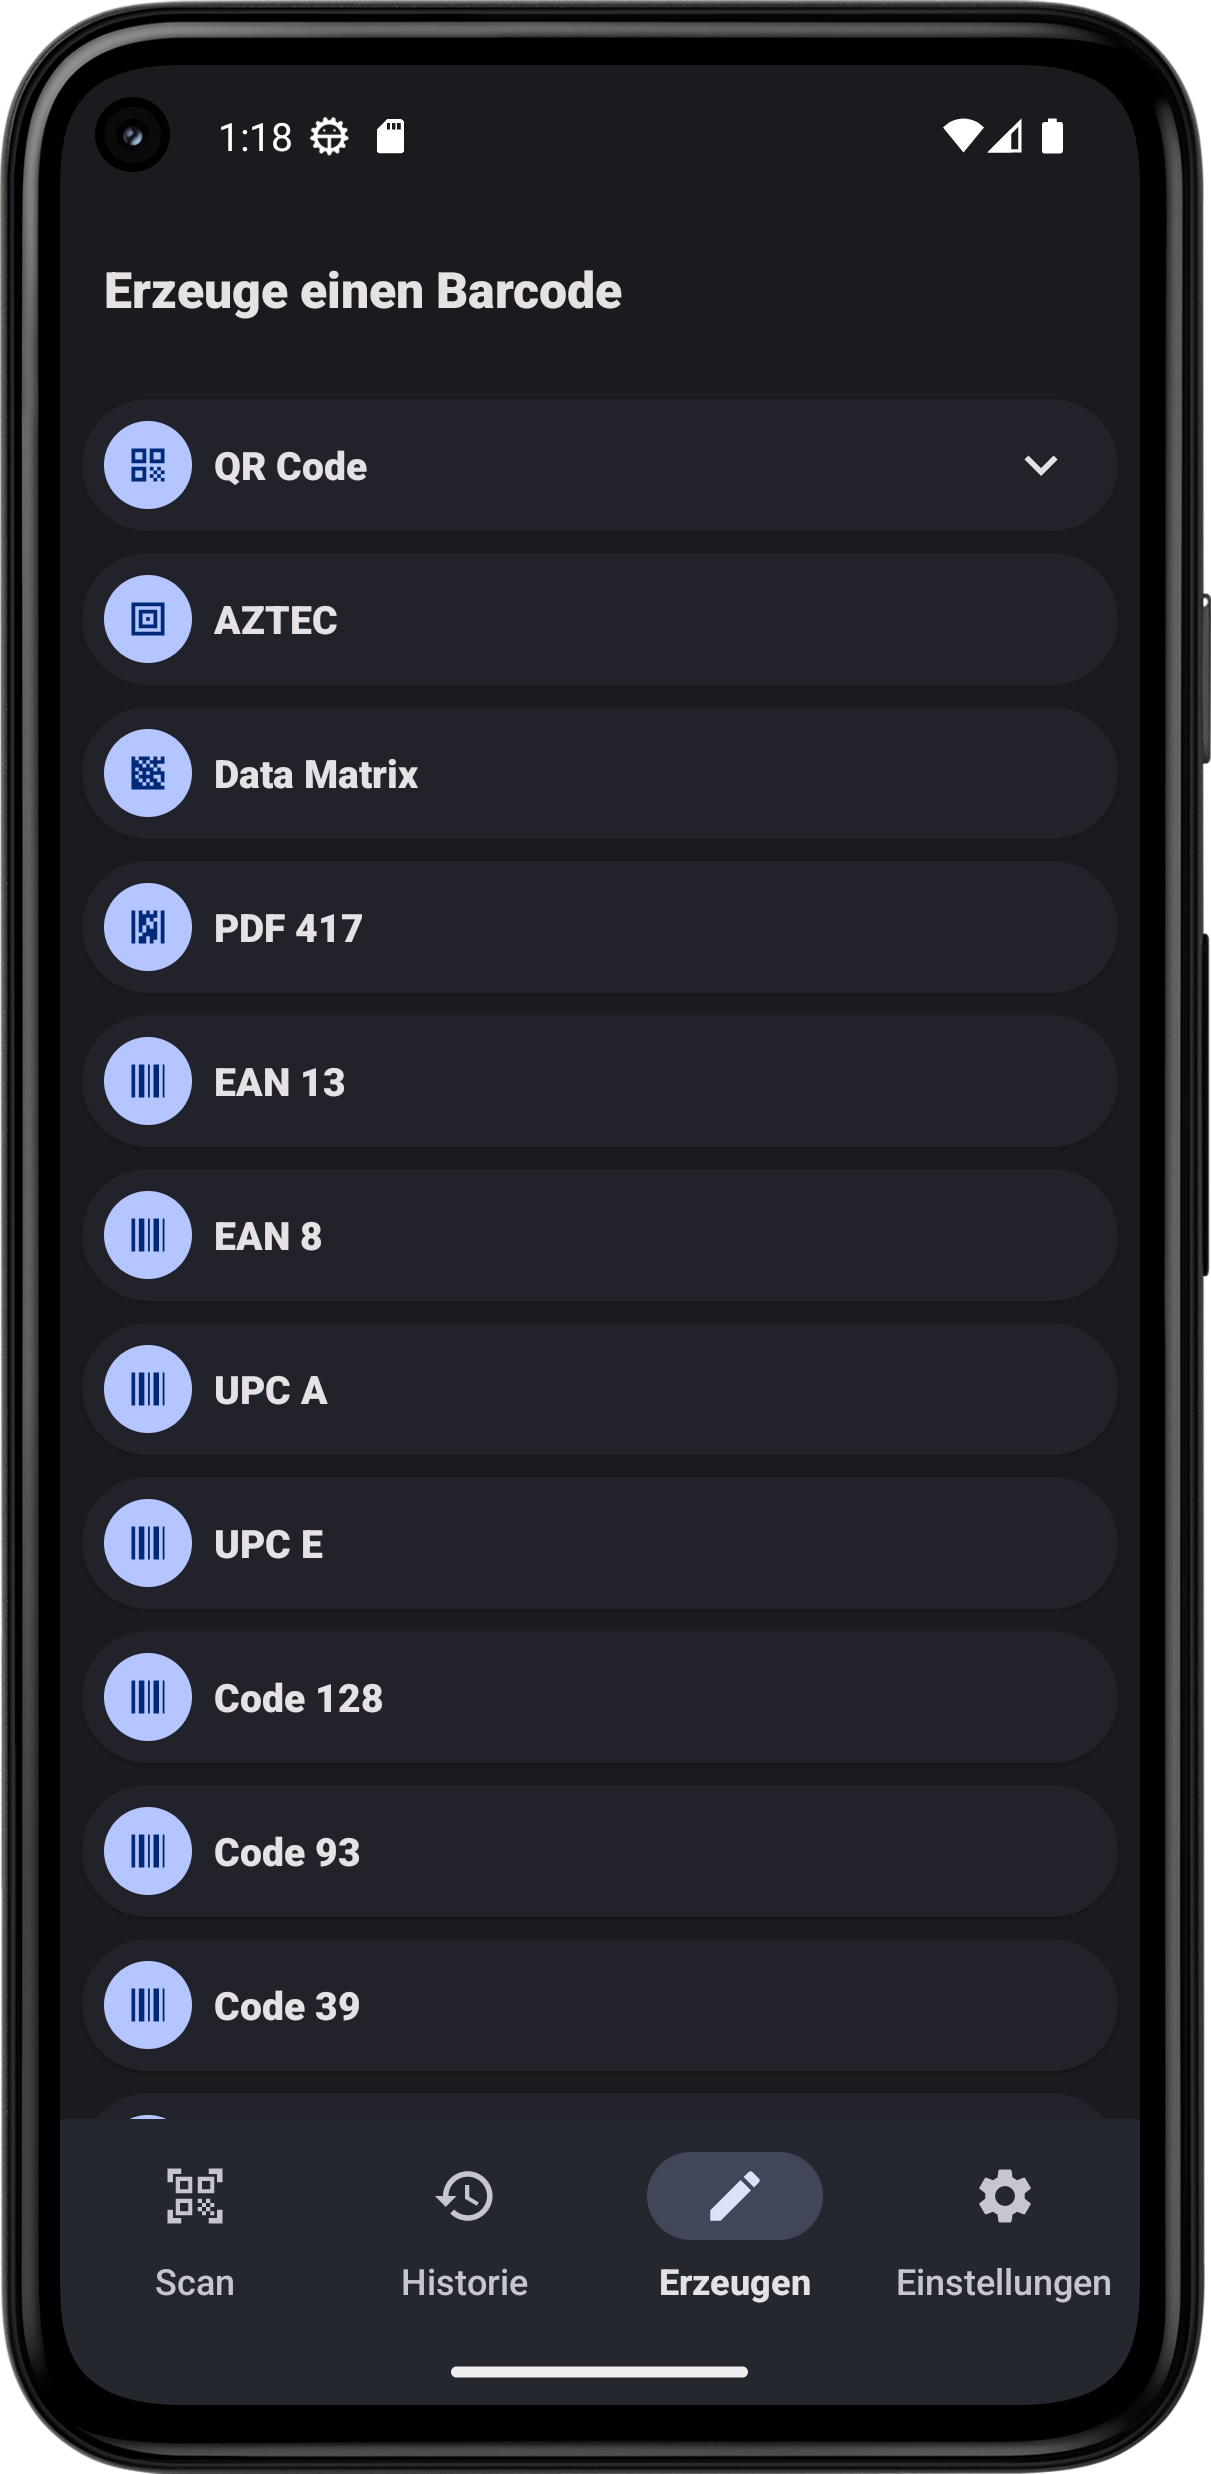 1:18
Erzeuge einen Barcode
QR Code
AZTEC
Data Matrix
PDF 417
EAN 13
EAN 8
UPC A
UPC E
Code 128
Code 93
Code 39
Scan
Historie
Erzeugen
Einstellungen